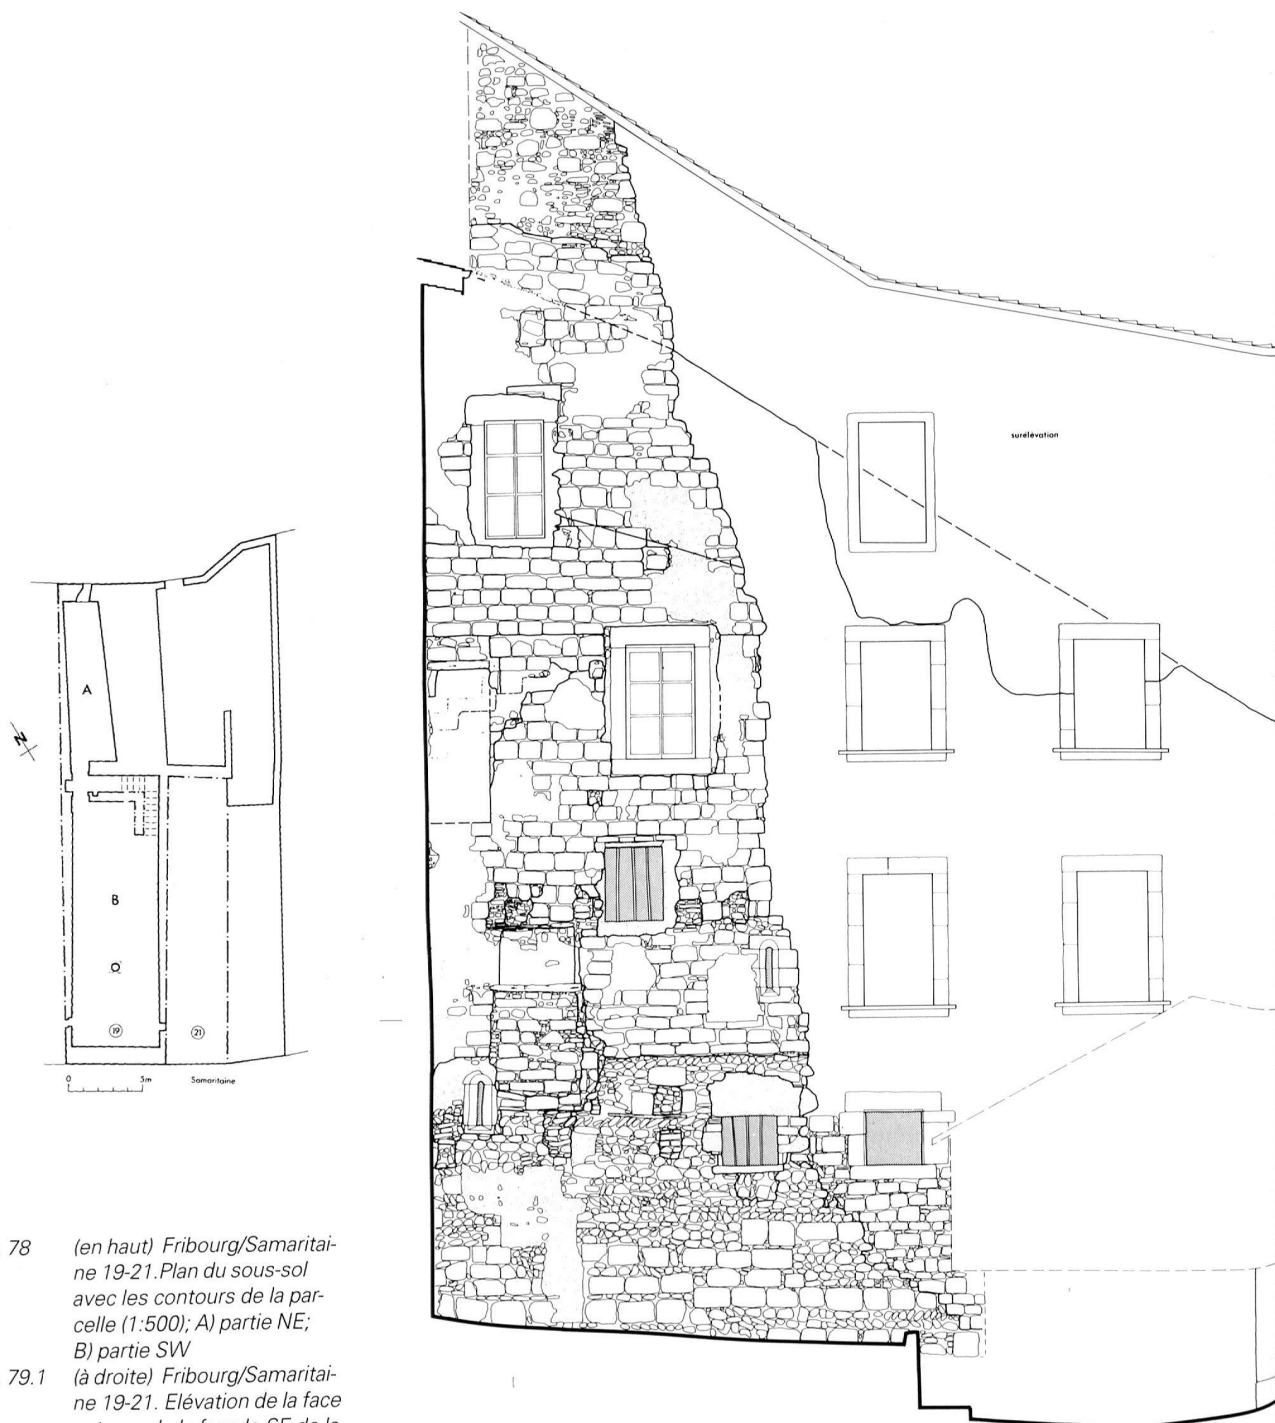 surélévation
A
N
B
19
21
0 5m
Samaritaine
78 (en haut) Fribourg/Samaritai-
ne 19-21. Plan du sous-sol
avec les contours de la par-
celle (1:500); A) partie NE;
B) partie SW
79.1 (à droite) Fribourg/Samaritai-
ne 19-21. Elévation de la face